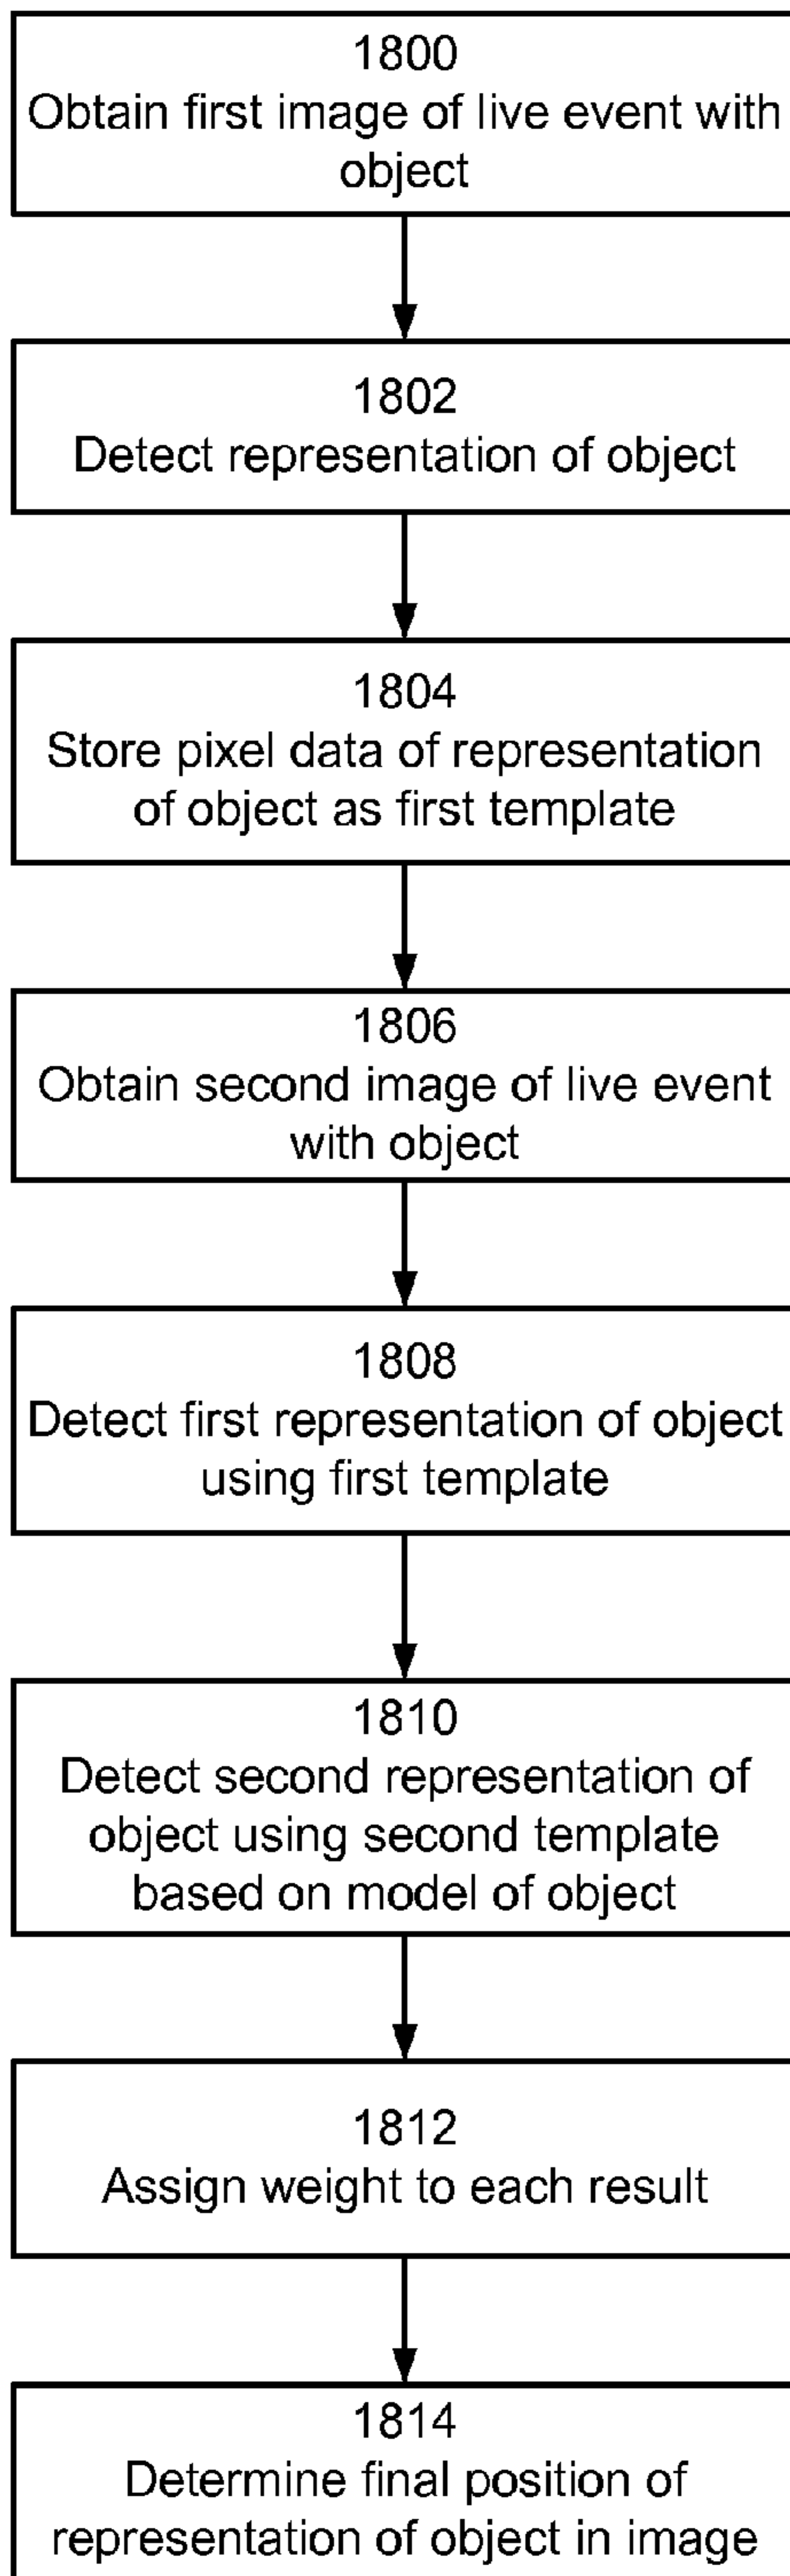 1800
Obtain first image of live event with
object
1802
Detect representation of object
1804
Store pixel data of representation
of object as first template
1806
Obtain second image of live event
with object
1808
Detect first representation of object
using first template
1810
Detect second representation of
object using second template
based on model of object
1812
Assign weight to each result
1814
Determine final position of
representation of object in image